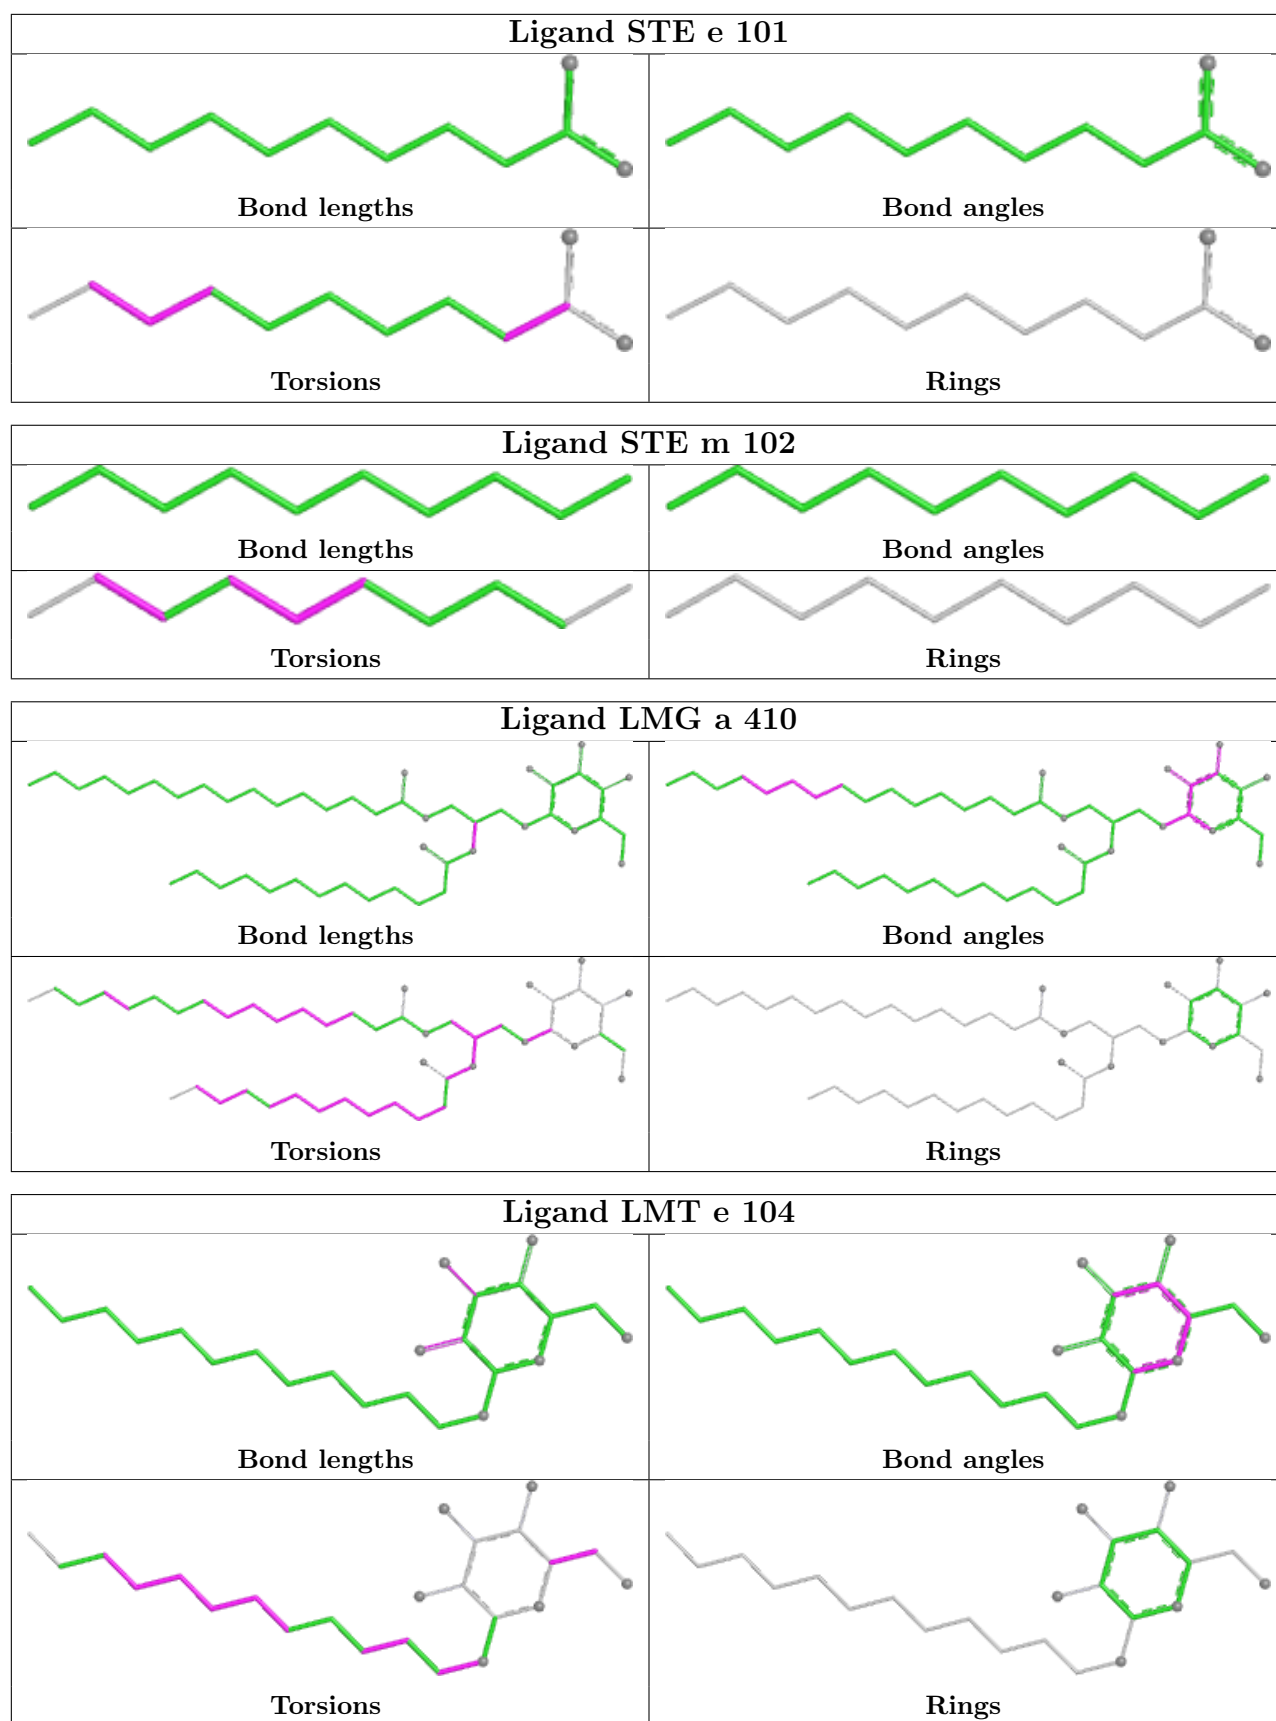 Ligand STE e 101
Bond lengths
Bond angles
Torsions
Rings
Ligand STE m 102
Bond lengths
Bond angles
Torsions
Rings
Ligand LMG a 410
Bond lengths
Bond angles
Torsions
Rings
Ligand LMT e 104
Bond lengths
Bond angles
Torsions
Rings